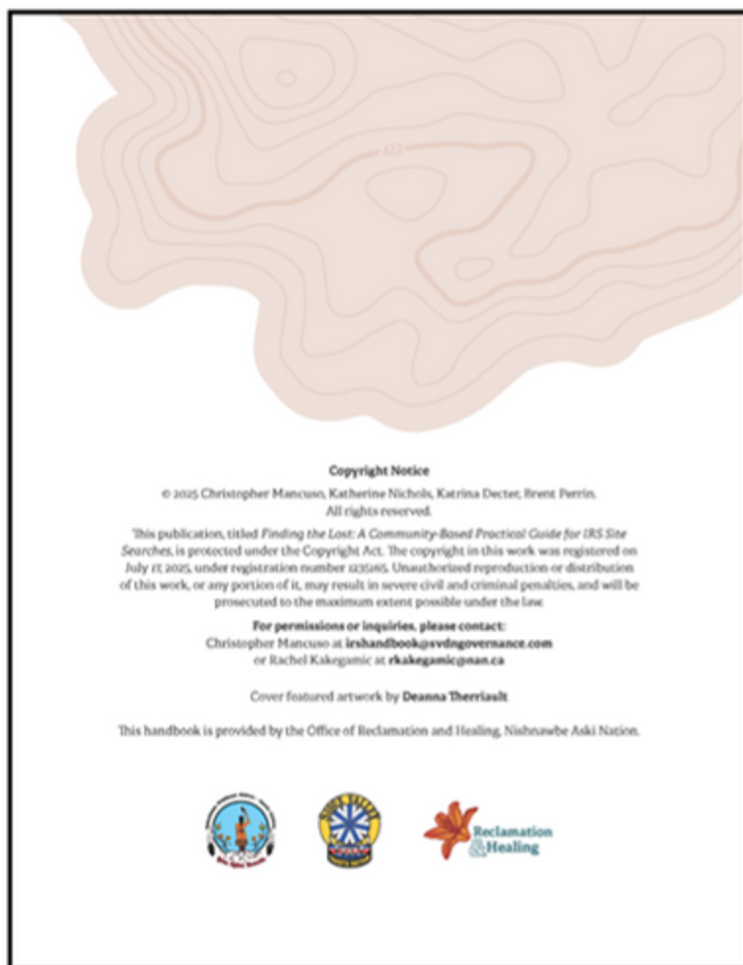 422
Copyright Notice
© 2025 Christopher Mancuso, Katherine Nichols, Katrina Decter, Brent Perrin.
All rights reserved.
This publication, titled Finding the Lost: A Community-Based Practical Guide for IRS Site
Searches, is protected under the Copyright Act. The copyright in this work was registered on
July 17, 2025, under registration number 1235165. Unauthorized reproduction or distribution
of this work, or any portion of it, may result in severe civil and criminal penalties, and will be
prosecuted to the maximum extent possible under the law.
For permissions or inquiries, please contact:
Christopher Mancuso at irshandbook@svdngovernance.com
or Rachel Kakegamic at rkakegamic@nan.ca
Cover featured artwork by Deanna Therriault
This handbook is provided by the Office of Reclamation and Healing, Nishnawbe Aski Nation.
SIOUX VALLEY
DAKOTA NATION
Reclamation
& Healing